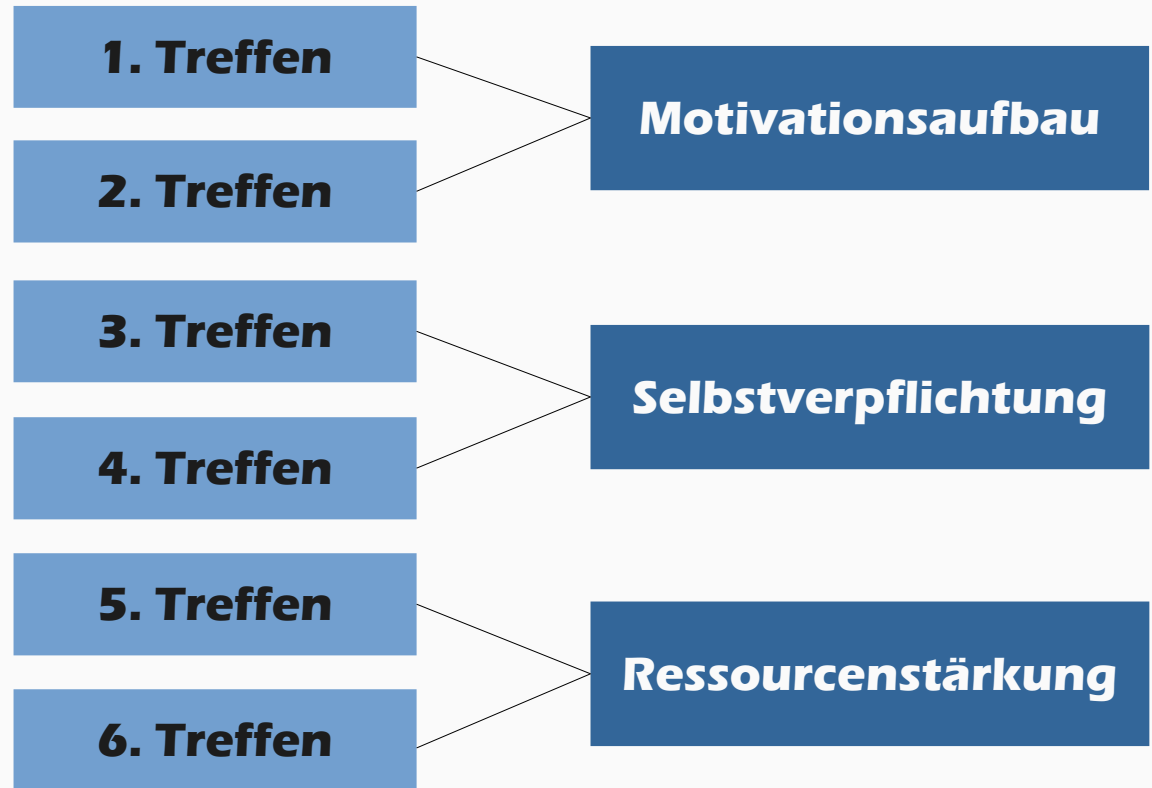 1. Treffen
2. Treffen
Motivationsaufbau
3. Treffen
4. Treffen
Selbstverpflichtung
5. Treffen
6. Treffen
Ressourcenstärkung